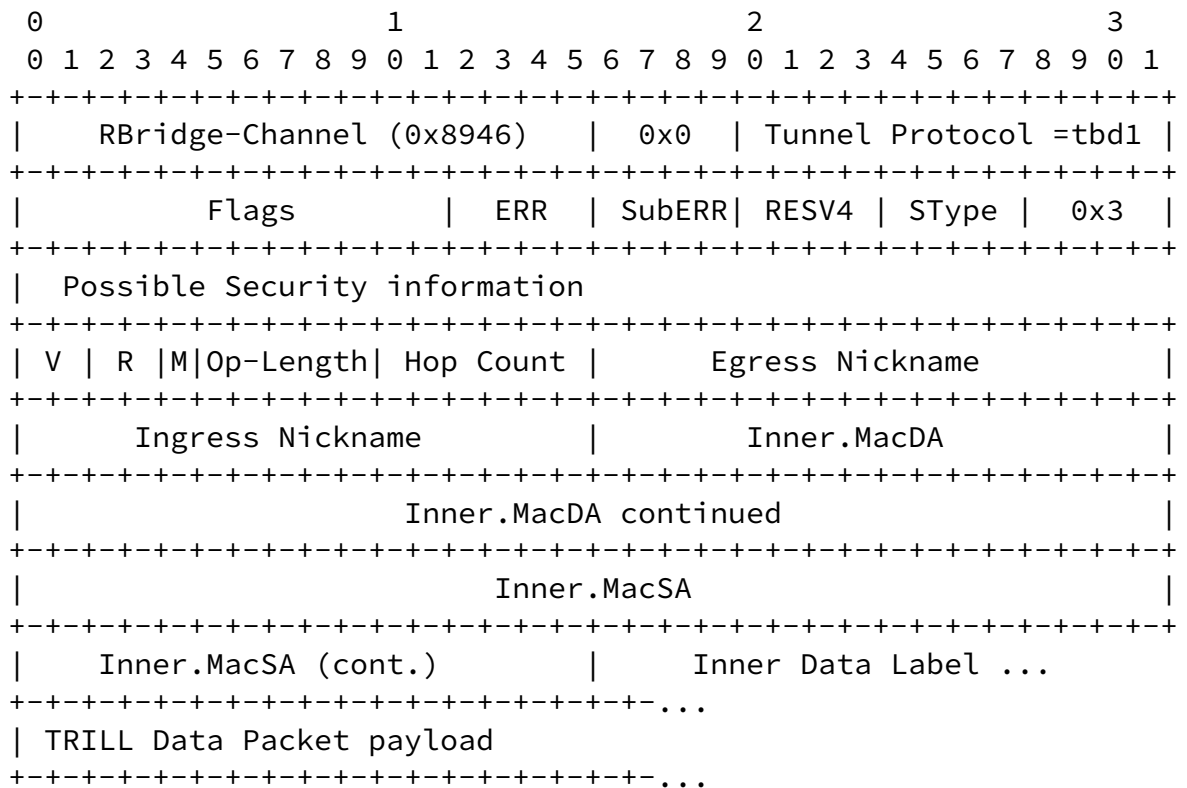 0                   1                   2                   3
 0 1 2 3 4 5 6 7 8 9 0 1 2 3 4 5 6 7 8 9 0 1 2 3 4 5 6 7 8 9 0 1
+-+-+-+-+-+-+-+-+-+-+-+-+-+-+-+-+-+-+-+-+-+-+-+-+-+-+-+-+-+-+-+-+
|    RBridge-Channel (0x8946)   |  0x0  | Tunnel Protocol =tbd1 |
+-+-+-+-+-+-+-+-+-+-+-+-+-+-+-+-+-+-+-+-+-+-+-+-+-+-+-+-+-+-+-+-+
|          Flags        |  ERR  | SubERR| RESV4 | SType |  0x3  |
+-+-+-+-+-+-+-+-+-+-+-+-+-+-+-+-+-+-+-+-+-+-+-+-+-+-+-+-+-+-+-+-+
|  Possible Security information
+-+-+-+-+-+-+-+-+-+-+-+-+-+-+-+-+-+-+-+-+-+-+-+-+-+-+-+-+-+-+-+-+
| V | R |M|Op-Length| Hop Count |      Egress Nickname          |
+-+-+-+-+-+-+-+-+-+-+-+-+-+-+-+-+-+-+-+-+-+-+-+-+-+-+-+-+-+-+-+-+
|      Ingress Nickname         |        Inner.MacDA            |
+-+-+-+-+-+-+-+-+-+-+-+-+-+-+-+-+-+-+-+-+-+-+-+-+-+-+-+-+-+-+-+-+
|                     Inner.MacDA continued                     |
+-+-+-+-+-+-+-+-+-+-+-+-+-+-+-+-+-+-+-+-+-+-+-+-+-+-+-+-+-+-+-+-+
|                          Inner.MacSA                          |
+-+-+-+-+-+-+-+-+-+-+-+-+-+-+-+-+-+-+-+-+-+-+-+-+-+-+-+-+-+-+-+-+
|    Inner.MacSA (cont.)        |     Inner Data Label ...
+-+-+-+-+-+-+-+-+-+-+-+-+-+-+-+-+-+-...
| TRILL Data Packet payload
+-+-+-+-+-+-+-+-+-+-+-+-+-+-+-+-+-+-...